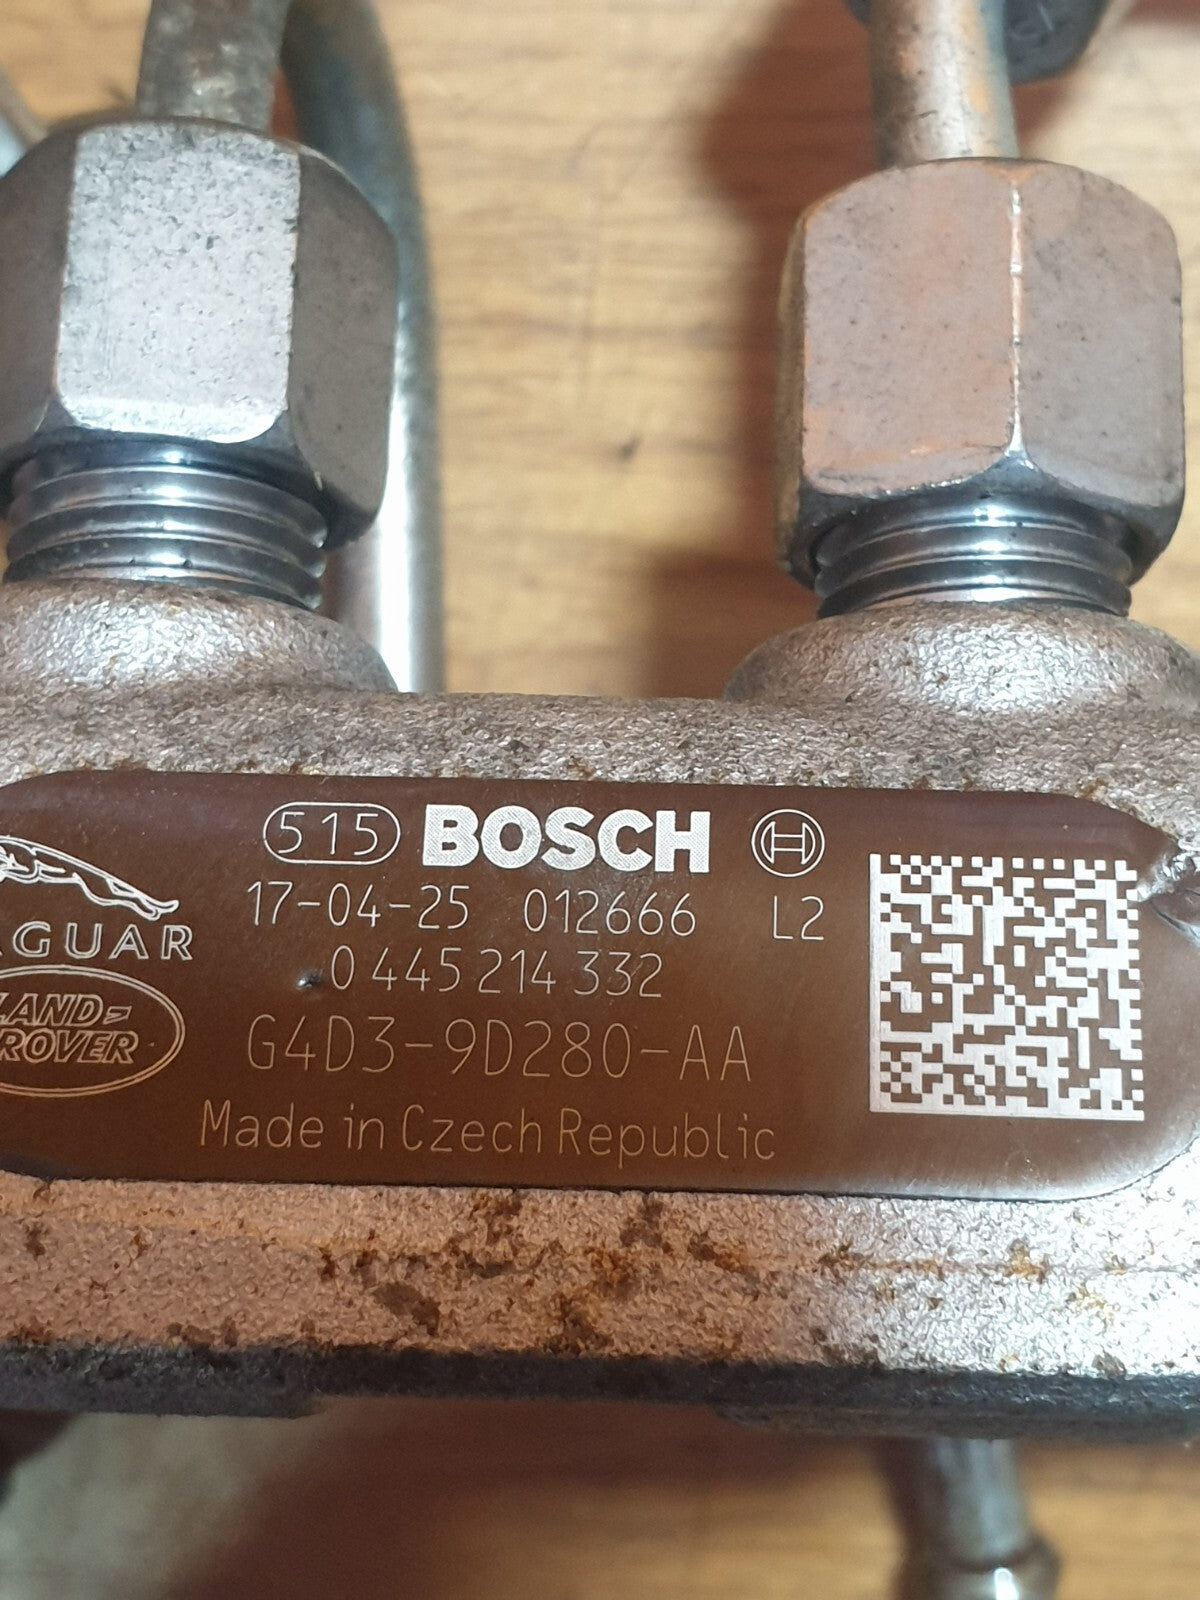 515 BOSCH
17-04-25 012666 L2
0 445 214 332
G4D3-9D280-AA
Made in Czech Republic
AGUAR
LAND-
ROVER